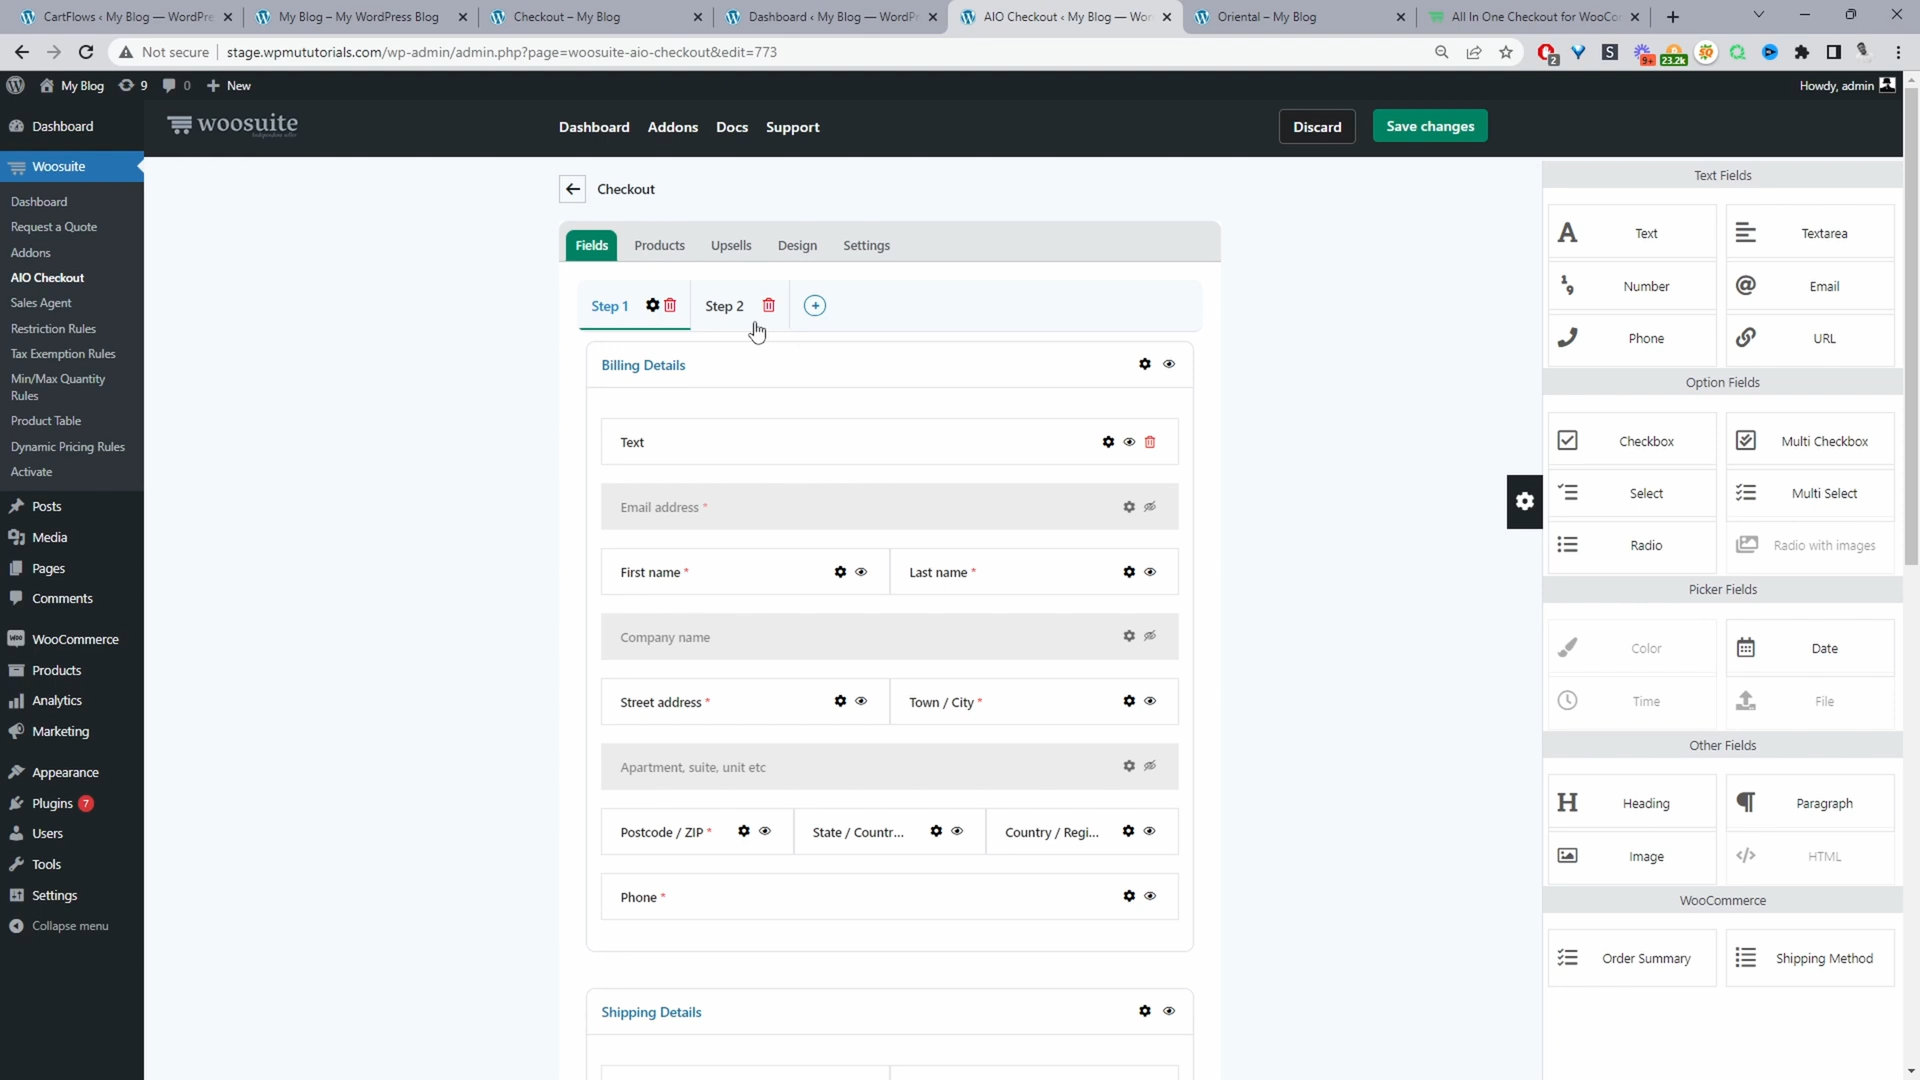 CartFlows ‹ My Blog — WordPre
My Blog – My WordPress Blog
Checkout – My Blog
Dashboard ‹ My Blog — WordPr
AIO Checkout ‹ My Blog — Wor
Oriental – My Blog
All In One Checkout for WooCo
Not secure
stage.wpmututorials.com/wp-admin/admin.php?page=woosuite-aio-checkout&edit=773
2
9+
23.2k
My Blog
9
0
New
Howdy, admin
woosuite
Dashboard
Addons
Docs
Support
Discard
Save changes
Dashboard
Woosuite
Dashboard
Request a Quote
Addons
AIO Checkout
Sales Agent
Restriction Rules
Tax Exemption Rules
Min/Max Quantity
Rules
Product Table
Dynamic Pricing Rules
Activate
Posts
Media
Pages
Comments
WooCommerce
Products
Analytics
Marketing
Appearance
Plugins 7
Users
Tools
Settings
Collapse menu
Checkout
Fields
Products
Upsells
Design
Settings
Step 1
Step 2
Billing Details
Text
Email address *
First name *
Last name *
Company name
Street address *
Town / City *
Apartment, suite, unit etc
Postcode / ZIP *
State / Countr...
Country / Regi...
Phone *
Shipping Details
Text Fields
Text
Textarea
Number
Email
Phone
URL
Option Fields
Checkbox
Multi Checkbox
Select
Multi Select
Radio
Radio with images
Picker Fields
Color
Date
Time
File
Other Fields
Heading
Paragraph
Image
HTML
WooCommerce
Order Summary
Shipping Method